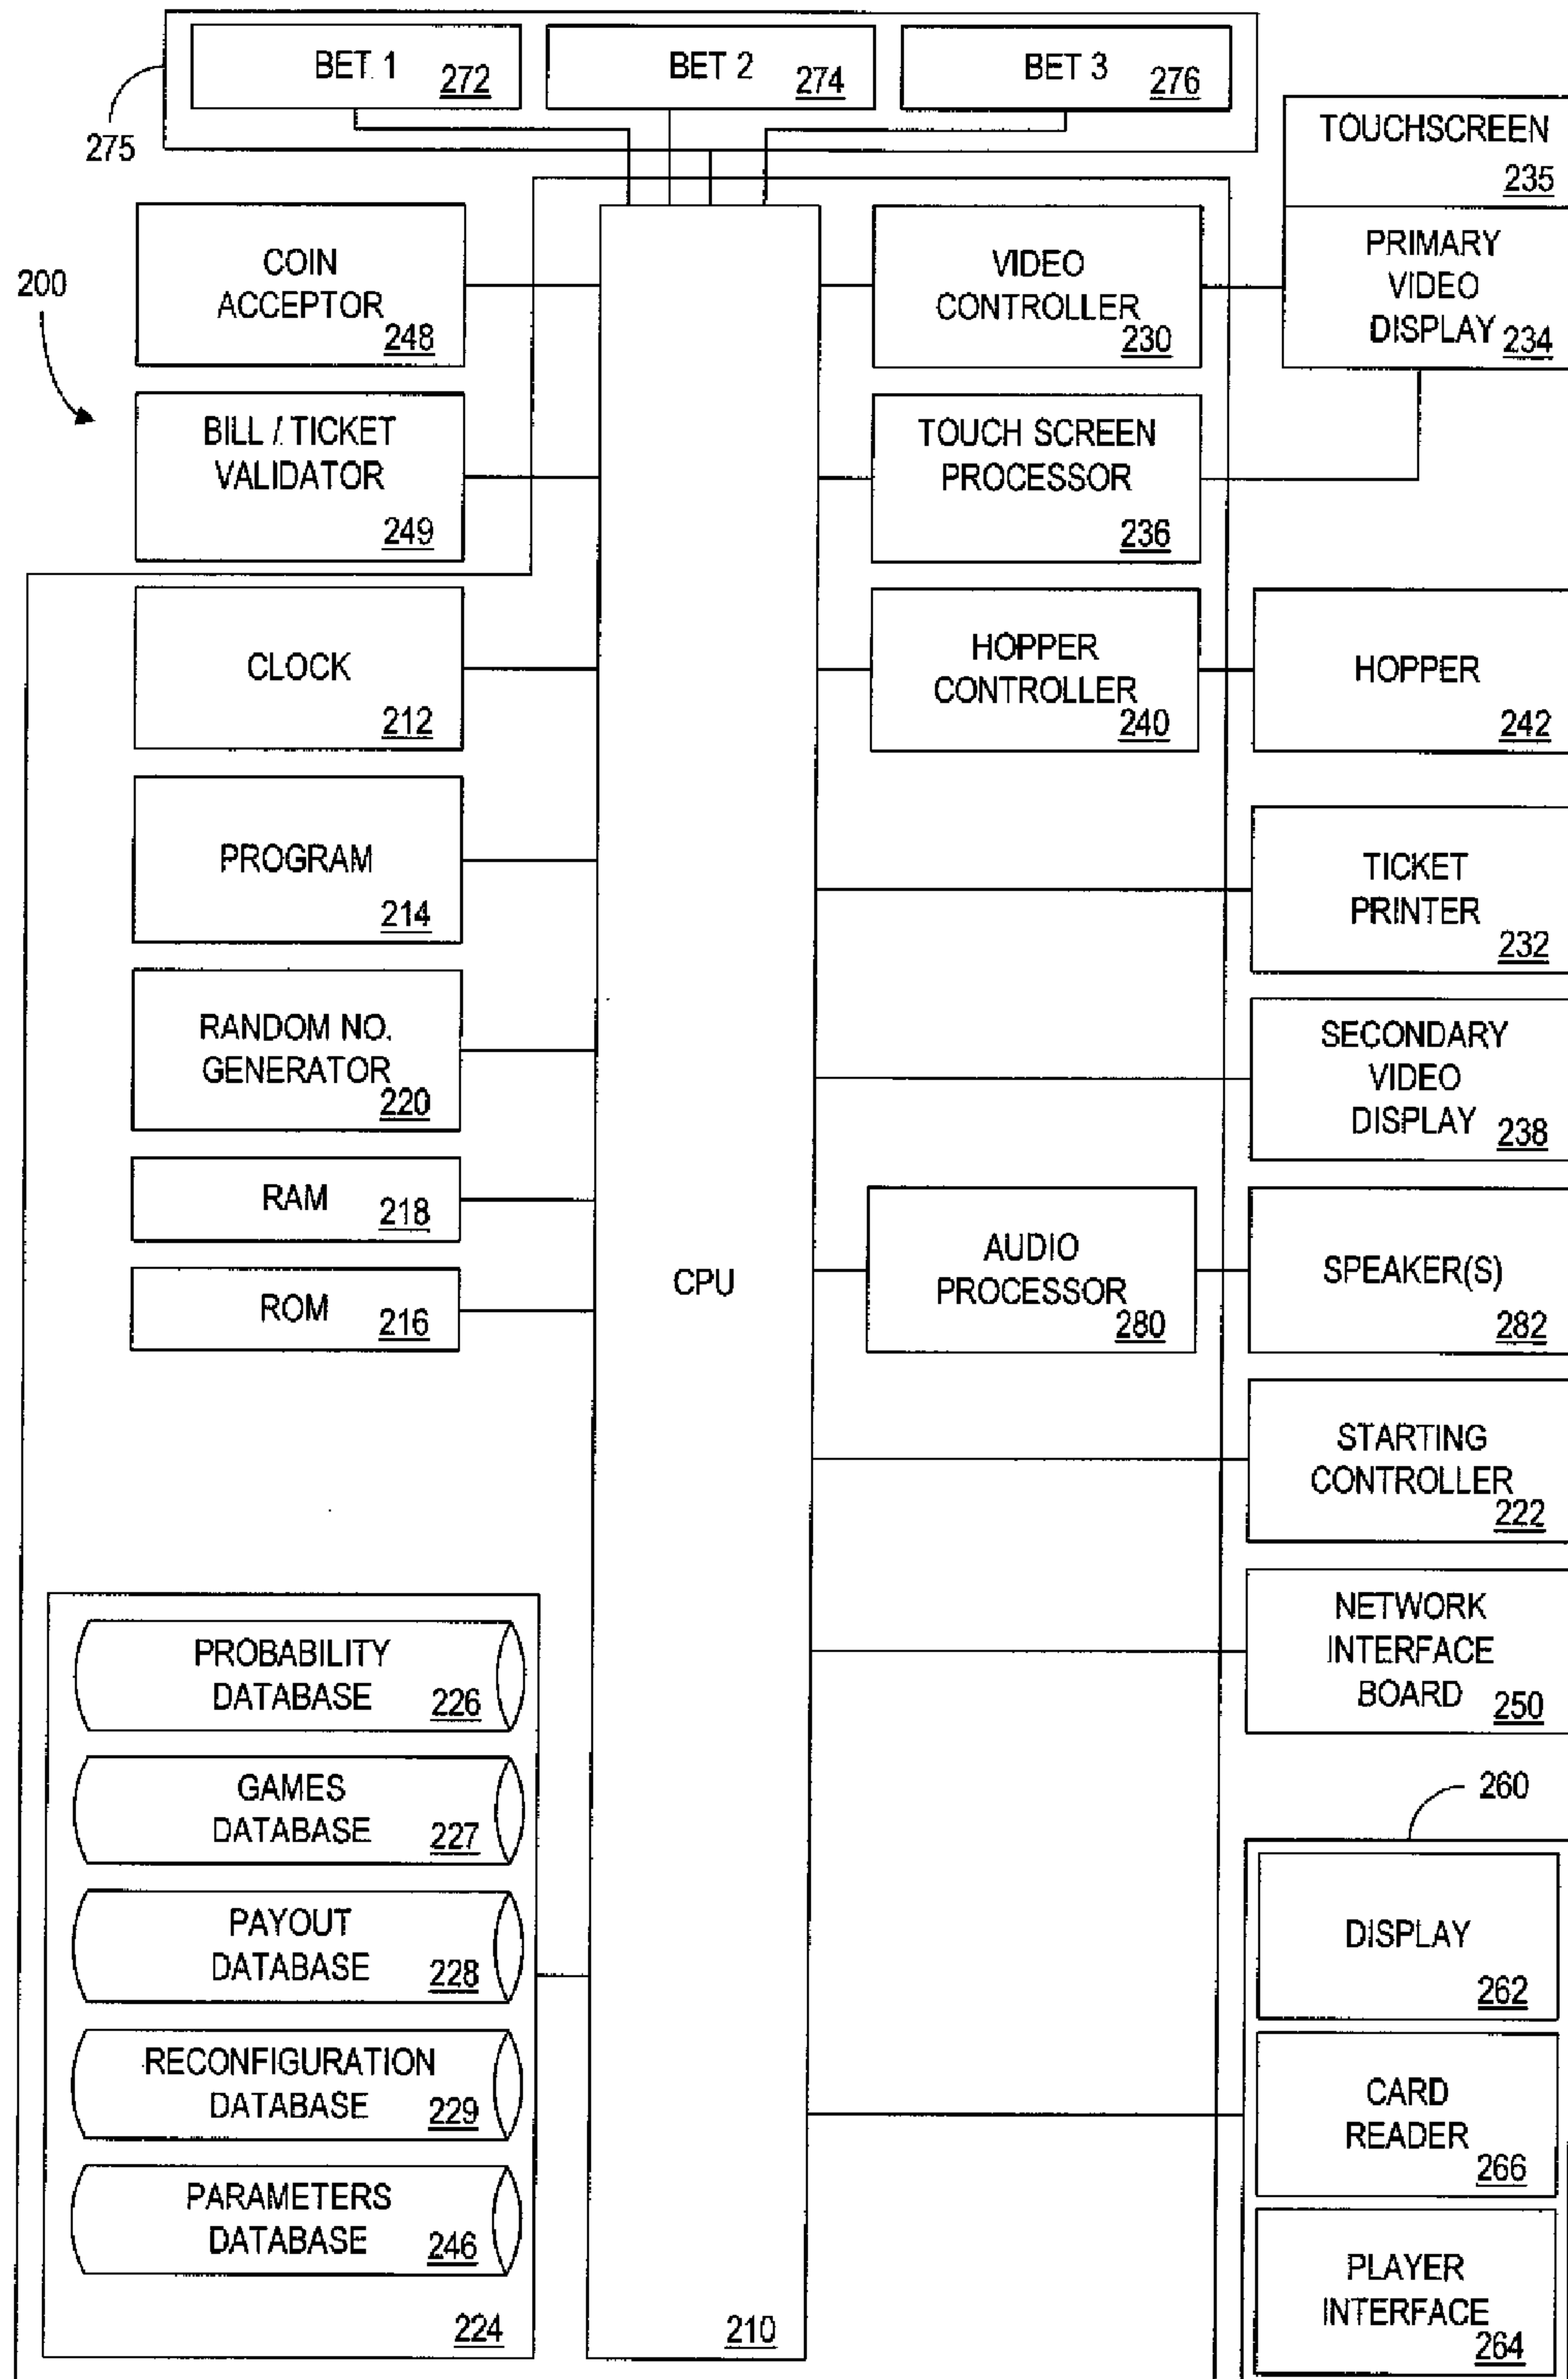 BET 1
272
BET 2
274
BET 3
276
275
TOUCHSCREEN
235
200
COIN
ACCEPTOR
248
VIDEO
CONTROLLER
230
PRIMARY
VIDEO
DISPLAY 234
BILL / TICKET
VALIDATOR
249
TOUCH SCREEN
PROCESSOR
236
CLOCK
212
HOPPER
CONTROLLER
240
HOPPER
242
PROGRAM
214
TICKET
PRINTER
232
RANDOM NO.
GENERATOR
220
SECONDARY
VIDEO
DISPLAY
238
RAM
218
ROM
216
CPU
210
AUDIO
PROCESSOR
280
SPEAKER(S)
282
STARTING
CONTROLLER
222
NETWORK
INTERFACE
BOARD
250
PROBABILITY
DATABASE
226
GAMES
DATABASE
227
PAYOUT
DATABASE
228
RECONFIGURATION
DATABASE
229
PARAMETERS
DATABASE
246
224
260
DISPLAY
262
CARD
READER
266
PLAYER
INTERFACE
264